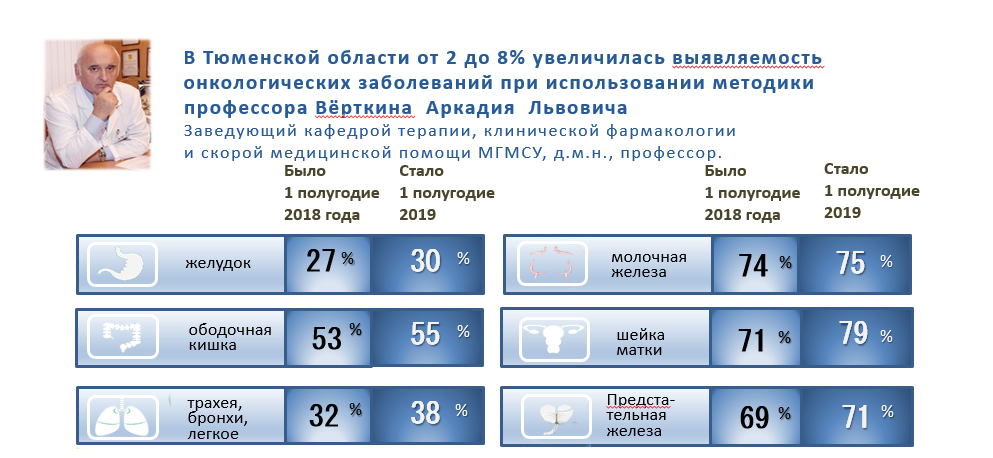 В Тюменской области от 2 до 8% увеличилась выявляемость
онкологических заболеваний при использовании методики
профессора Вёрткина Аркадия Львовича
Заведующий кафедрой терапии, клинической фармакологии
и скорой медицинской помощи МГМСУ, д.м.н., профессор.
Было
1 полугодие
2018 года
Стало
1 полугодие
2019
Было
1 полугодие
2018 года
Стало
1 полугодие
2019
желудок
27 %
30 %
молочная
железа
74 %
75 %
ободочная
кишка
53 %
55 %
шейка
матки
71 %
79 %
трахея,
бронхи,
легкое
32 %
38 %
Предста-
тельная
железа
69 %
71 %